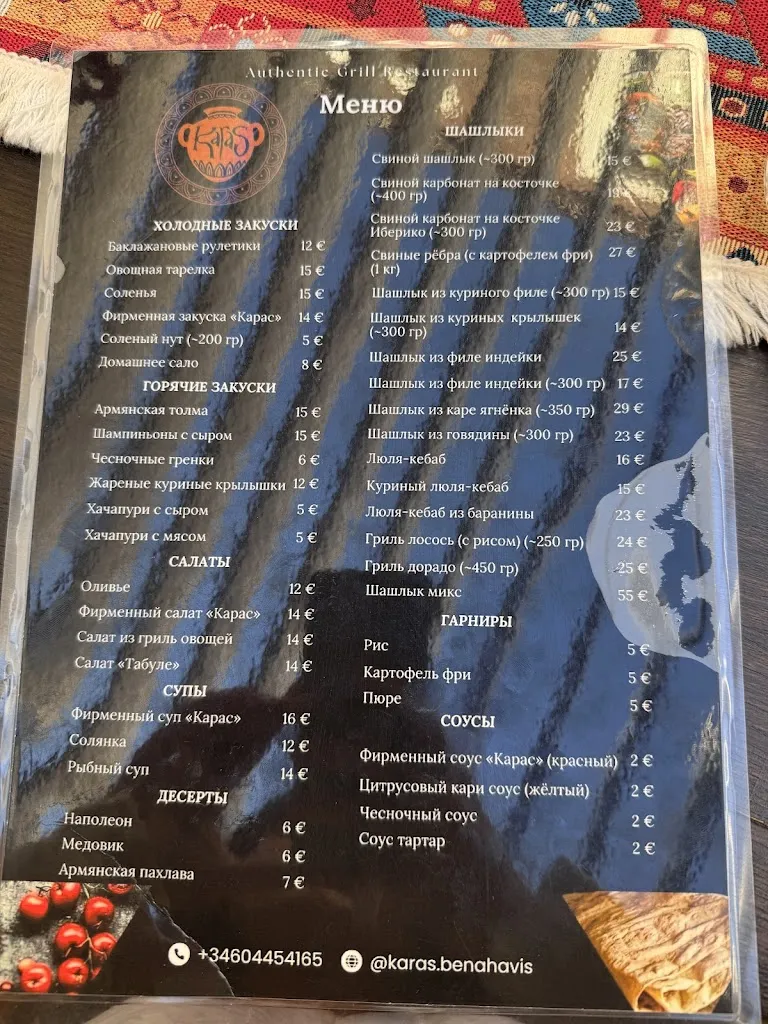 Authentic Grill Restaurant
Меню
Karas
ХОЛОДНЫЕ ЗАКУСКИ
Баклажановые рулетики 12 €
Овощная тарелка 15 €
Соленья 15 €
Фирменная закуска «Карас» 14 €
Соленый нут (~200 гр) 5 €
Домашнее сало 8 €
ГОРЯЧИЕ ЗАКУСКИ
Армянская толма 15 €
Шампиньоны с сыром 15 €
Чесночные гренки 6 €
Жареные куриные крылышки 12 €
Хачапури с сыром 5 €
Хачапури с мясом 5 €
САЛАТЫ
Оливье 12 €
Фирменный салат «Карас» 14 €
Салат из гриль овощей 14 €
Салат «Табуле» 14 €
СУПЫ
Фирменный суп «Карас» 16 €
Солянка 12 €
Рыбный суп 14 €
ДЕСЕРТЫ
Наполеон 6 €
Медовик 6 €
Армянская пахлава 7 €
ШАШЛЫКИ
Свиной шашлык (~300 гр) 15 €
Свиной карбонат на косточке
(~400 гр) €
Свиной карбонат на косточке
Иберико (~300 гр) 23 €
Свиные рёбра (с картофелем фри) 27 €
(1 кг)
Шашлык из куриного филе (~300 гр) 15 €
Шашлык из куриных крылышек
(~300 гр) 14 €
Шашлык из филе индейки 25 €
Шашлык из филе индейки (~300 гр) 17 €
Шашлык из каре ягнёнка (~350 гр) 29 €
Шашлык из говядины (~300 гр) 23 €
Люля-кебаб 16 €
Куриный люля-кебаб 15 €
Люля-кебаб из баранины 23 €
Гриль лосось (с рисом) (~250 гр) 24 €
Гриль дорадо (~450 гр) 25 €
Шашлык микс 55 €
ГАРНИРЫ
Рис 5 €
Картофель фри 5 €
Пюре 5 €
СОУСЫ
Фирменный соус «Карас» (красный) 2 €
Цитрусовый кари соус (жёлтый) 2 €
Чесночный соус 2 €
Соус тартар 2 €
+34604454165 @karas.benahavis